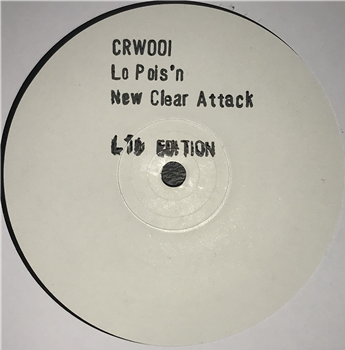 CRW001
Lo Pois'n
New Clear Attack
Ltd EDITION